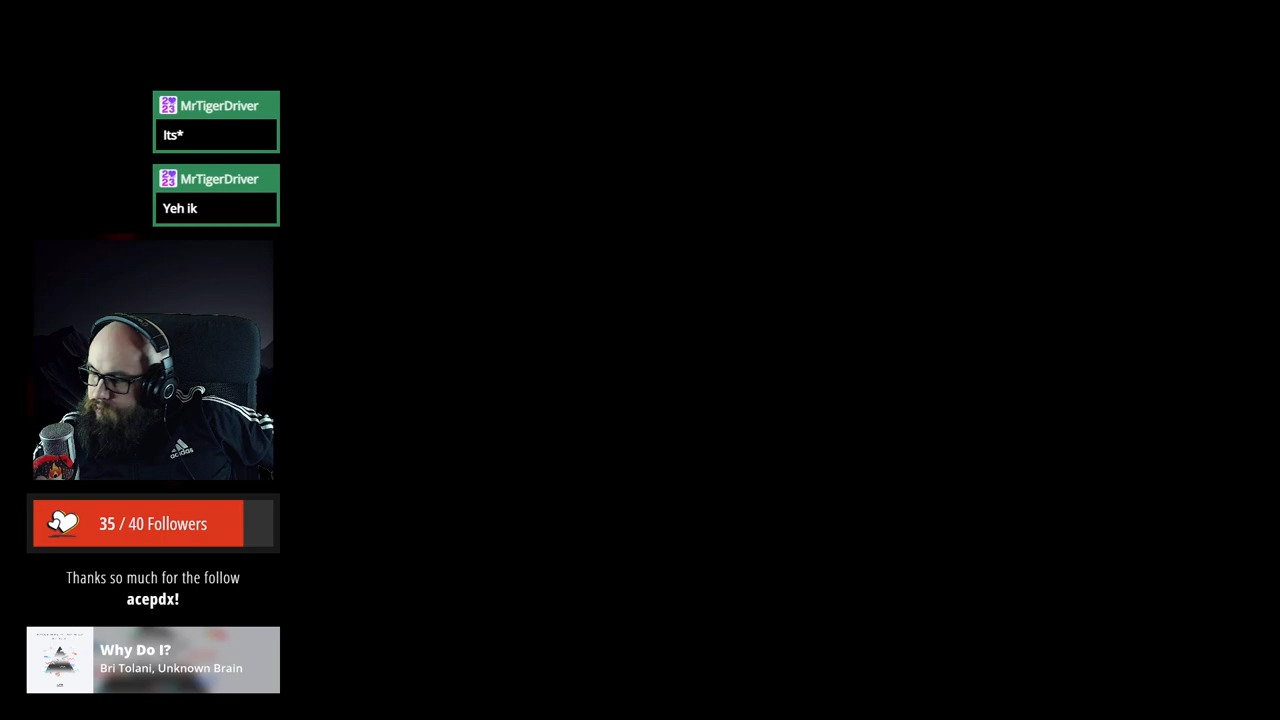 MrTigerDriver
Its*
MrTigerDriver
Yeh ik
adidas
35 / 40 Followers
Thanks so much for the follow
acepdx!
Why Do I?
Bri Tolani, Unknown Brain